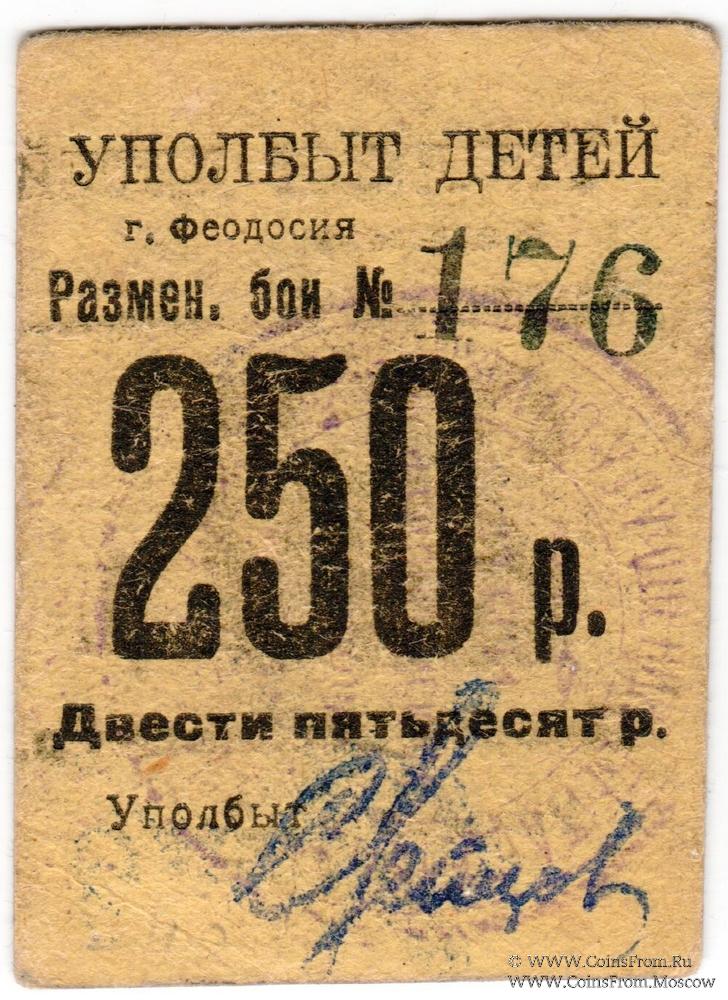 УПОЛБЫТ ДЕТЕЙ
г. Феодосия
Размен. бон № 176
250 р.
Двести пятьдесят р.
Уполбыт
© WWW.CoinsFrom.Ru
WWW.CoinsFrom.Moscow